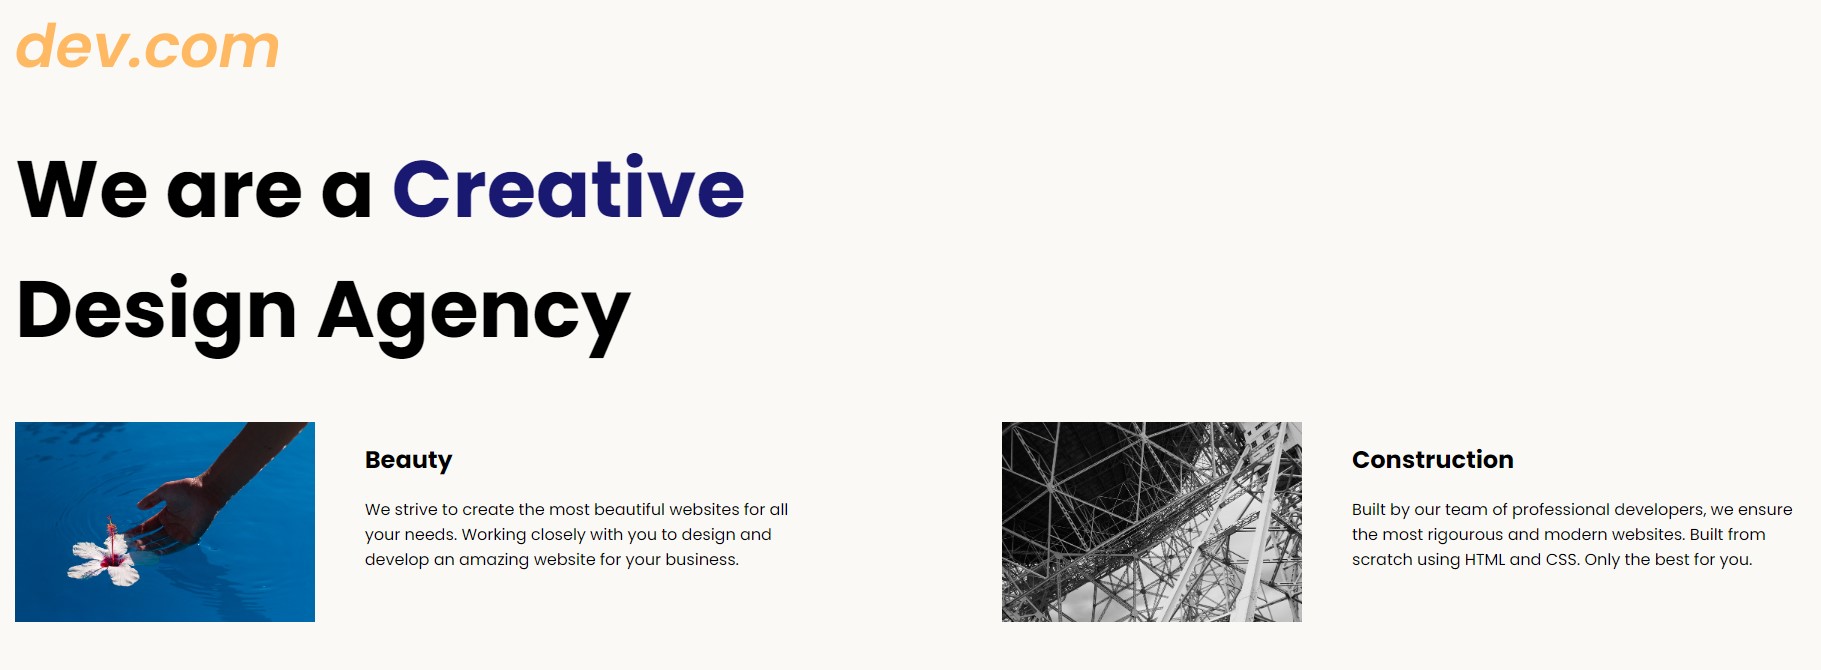 dev.com
We are a Creative
Design Agency
Beauty
We strive to create the most beautiful websites for all
your needs. Working closely with you to design and
develop an amazing website for your business.
Construction
Built by our team of professional developers, we ensure
the most rigourous and modern websites. Built from
scratch using HTML and CSS. Only the best for you.